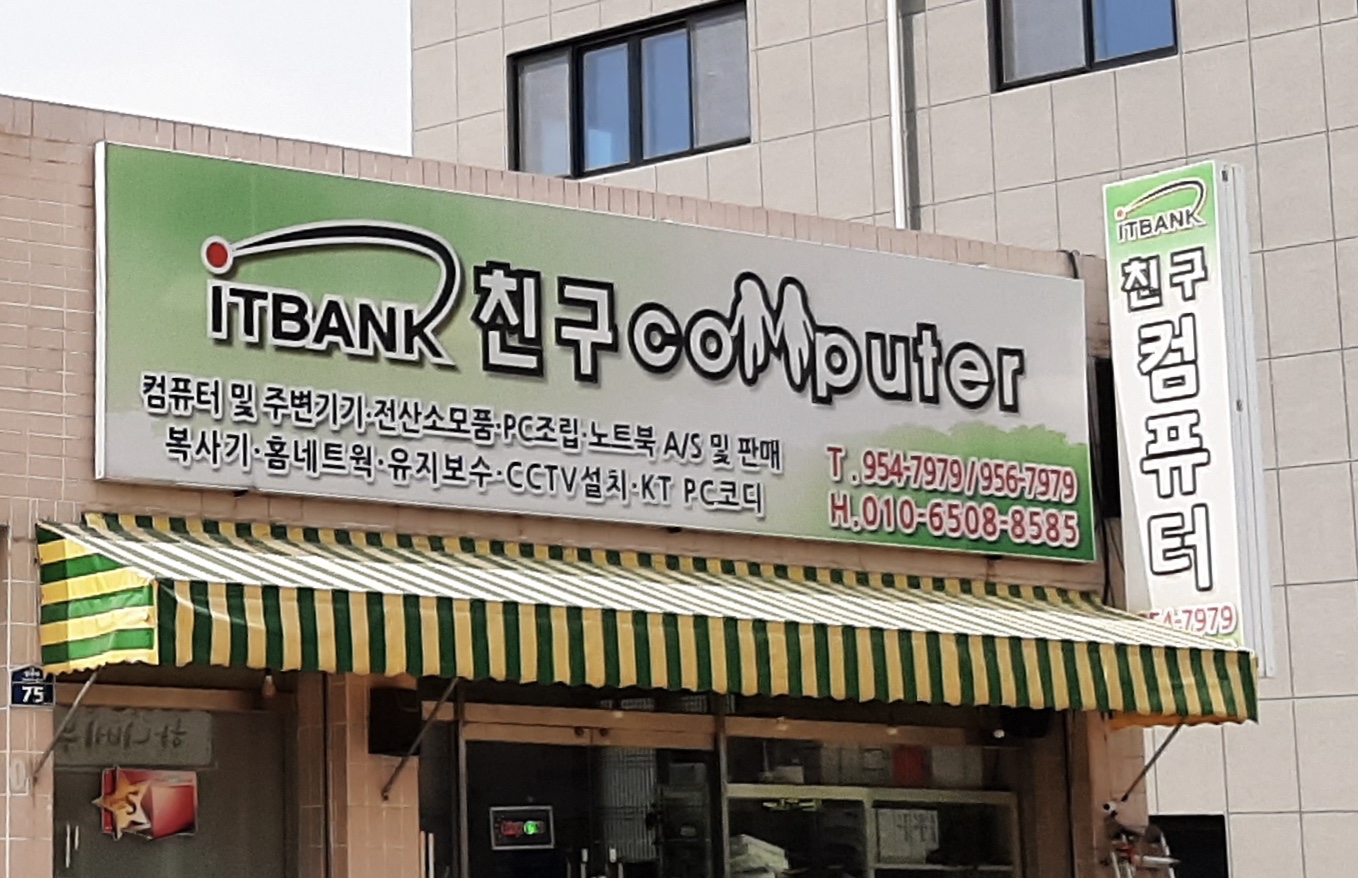 ITBANK 친구 computer
컴퓨터 및 주변기기·전산소모품·PC조립·노트북 A/S 및 판매
복사기·홈네트웍·유지보수·CCTV설치·KT PC코디
T.954-7979/956-7979
H.010-6508-8585
ITBANK
친구
컴퓨터
954-7979
75